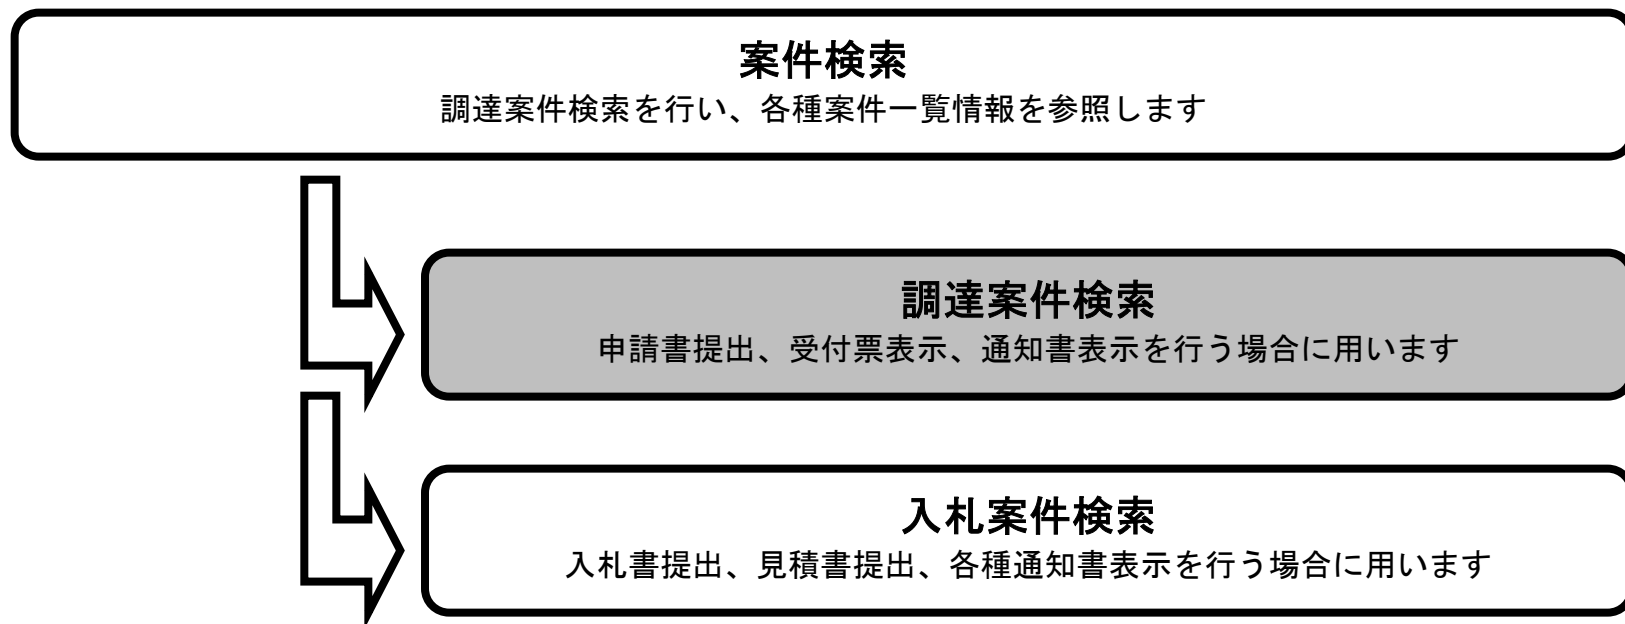 案件検索
調達案件検索を行い、各種案件一覧情報を参照します
調達案件検索
申請書提出、受付票表示、通知書表示を行う場合に用います
入札案件検索
入札書提出、見積書提出、各種通知書表示を行う場合に用います